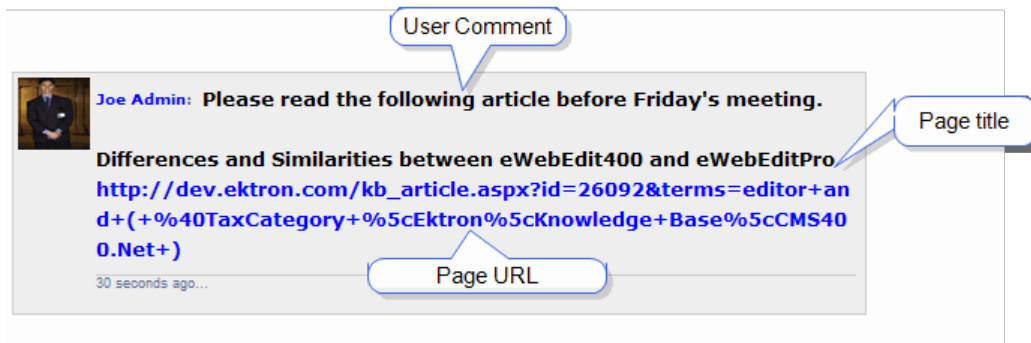 User Comment
Joe Admin: Please read the following article before Friday's meeting.
Page title
Differences and Similarities between eWebEdit400 and eWebEditPro
http://dev.ektron.com/kb_article.aspx?id=26092&terms=editor+an
d+(+%40TaxCategory+%5cEktron%5cKnowledge+Base%5cCMS40
0.Net+)
Page URL
30 seconds ago...